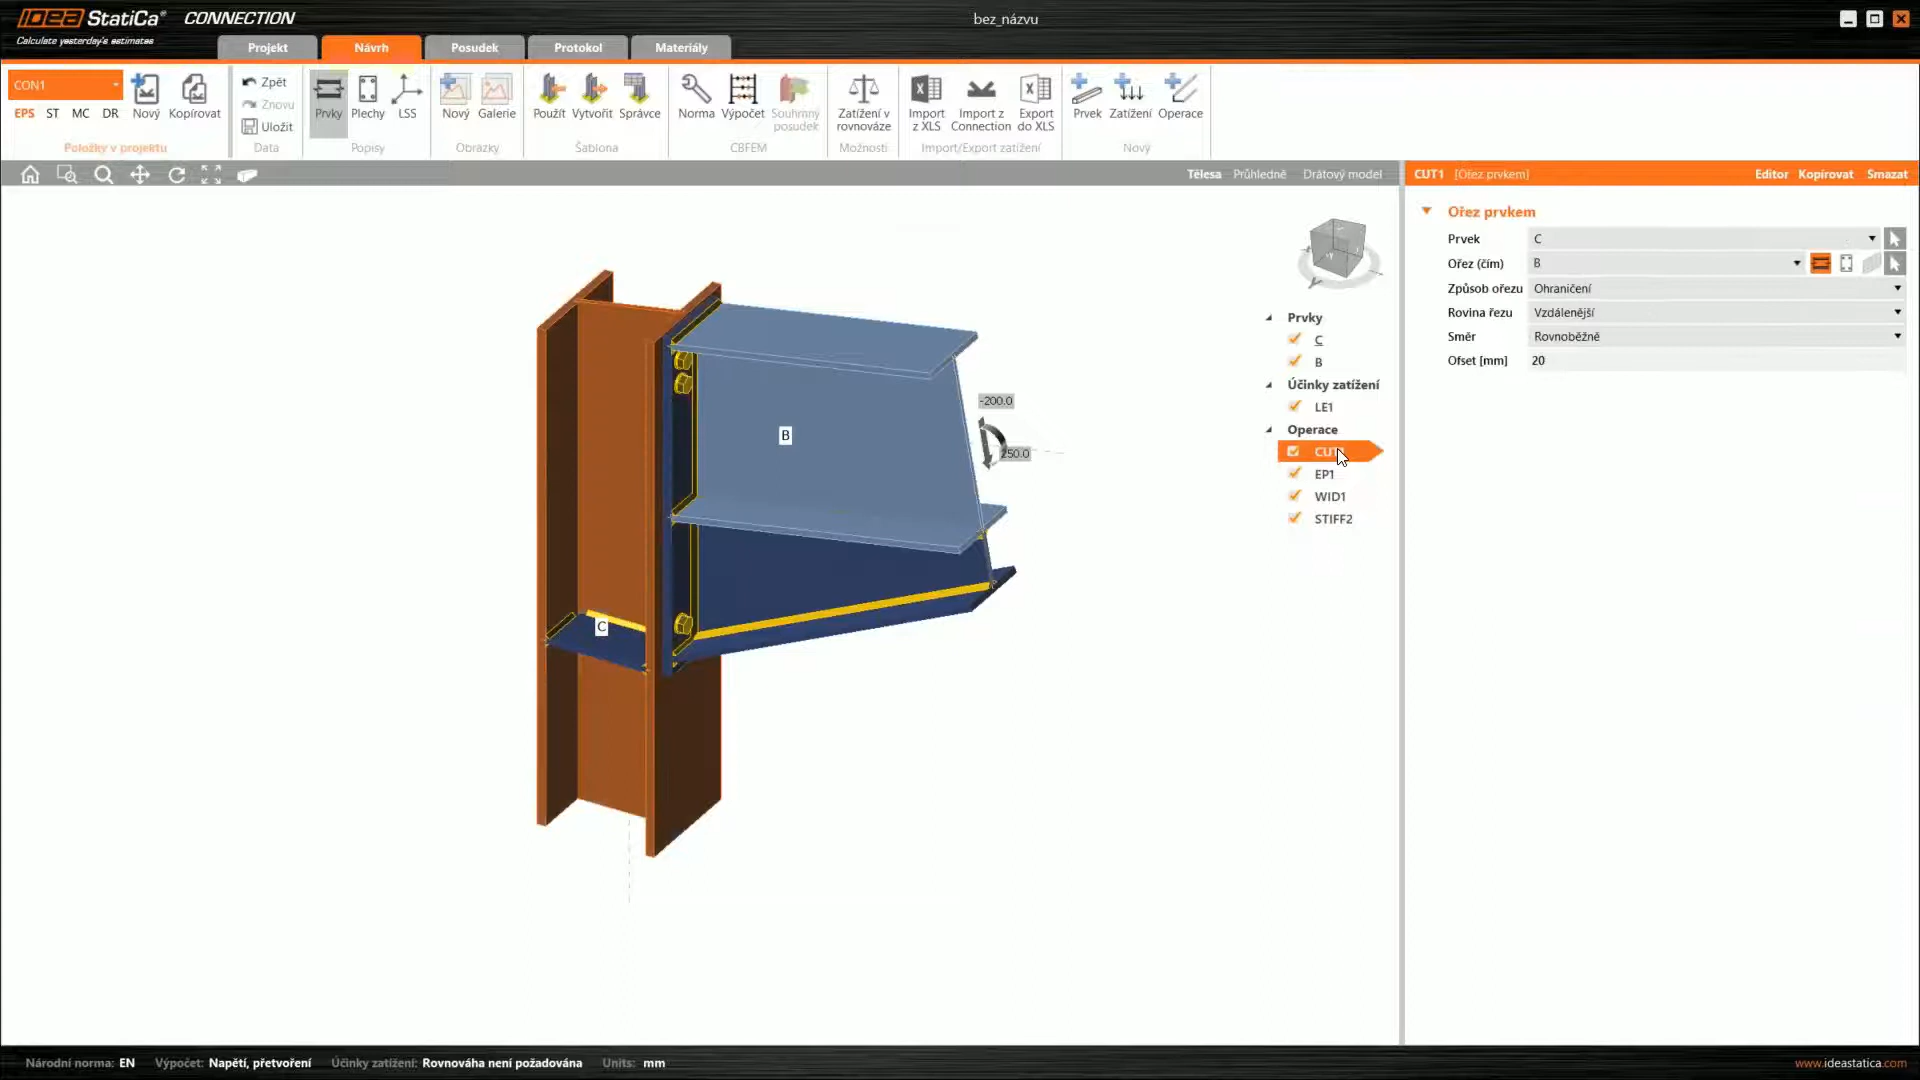 IDEA StatiCa® CONNECTION
Calculate yesterday's estimates
bez_názvu
Projekt Návrh Posudek Protokol Materiály
CON1
EPS ST MC DR
Nový Kopírovat
Položky v projektu
Zpět
Znovu
Uložit
Data
Prvky Plechy LSS
Popisy
Nový Galerie
Obrázky
Použít Vytvořit Správce
Šablona
Norma Výpočet Souhrnný posudek
CBFEM
Zatížení v rovnováze
Možnosti
Import z XLS Import z Connection Export do XLS
Import/Export zatížení
Prvek Zatížení Operace
Nový
Tělesa Průhledné Drátový model
CUT1 [Ořez prvkem] Editor Kopírovat Smazat
Ořez prvkem
Prvek C
Ořez (čím) B
Způsob ořezu Ohraničení
Rovina řezu Vzdálenější
Směr Rovnoběžně
Ofset [mm] 20
Prvky
C
B
Účinky zatížení
LE1
Operace
EP1
WID1
STIFF2
-200.0
250.0
B
C
Národní norma: EN Výpočet: Napětí, přetvoření Účinky zatížení: Rovnováha není požadována Units: mm
www.ideastatica.com